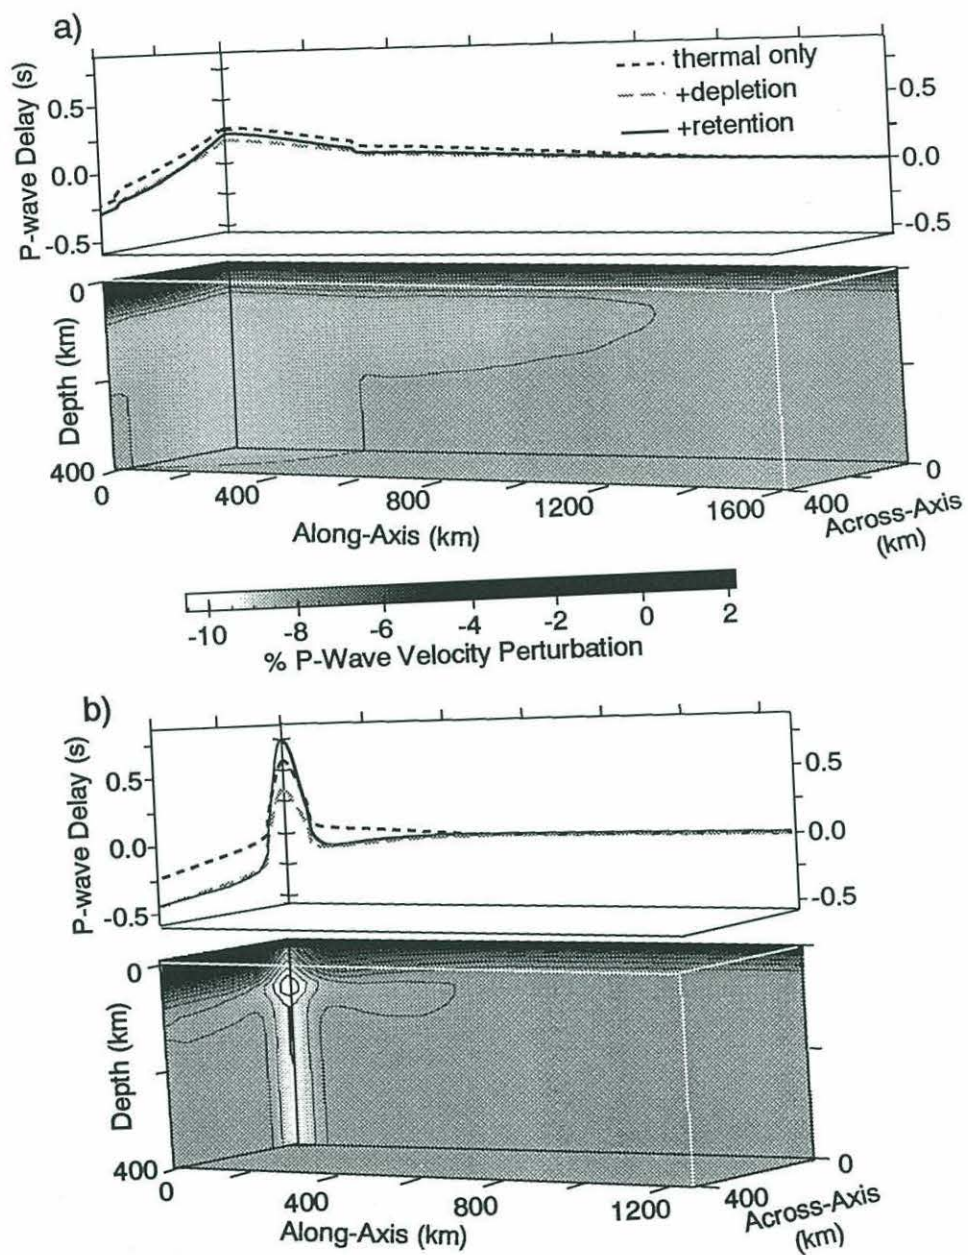 a)
thermal only
+depletion
+retention
P-wave Delay (s)
0.5
0.0
-0.5
0.5
0.0
-0.5
Depth (km)
0
400
0 400 800 1200 1600
Along-Axis (km)
400 0
Across-Axis
(km)
-10 -8 -6 -4 -2 0 2
% P-Wave Velocity Perturbation
b)
P-wave Delay (s)
0.5
0.0
-0.5
0.5
0.0
-0.5
Depth (km)
0
400
0 400 800 1200
Along-Axis (km)
400 0
Across-Axis
(km)